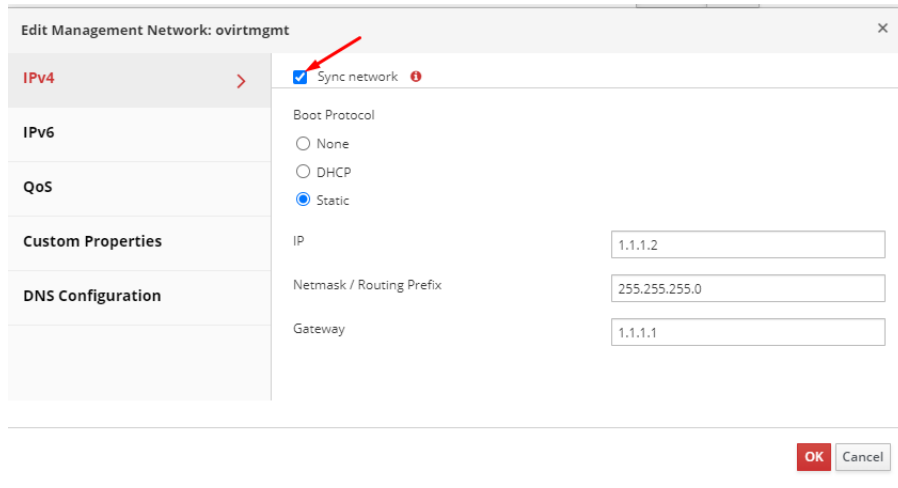 Edit Management Network: ovirtmgmt
IPv4
Sync network
Boot Protocol
None
IPv6
DHCP
QoS
Static
Custom Properties
IP
1.1.1.2
Netmask / Routing Prefix
255.255.255.0
DNS Configuration
Gateway
1.1.1.1
OK
Cancel